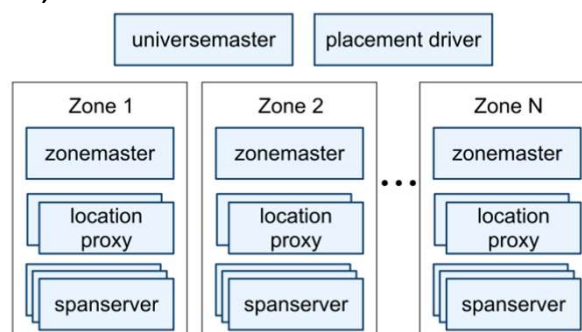 universemaster placement driver
Zone 1 Zone 2 Zone N
zonemaster zonemaster zonemaster
...
location location location
proxy proxy proxy
spanserver spanserver spanserver